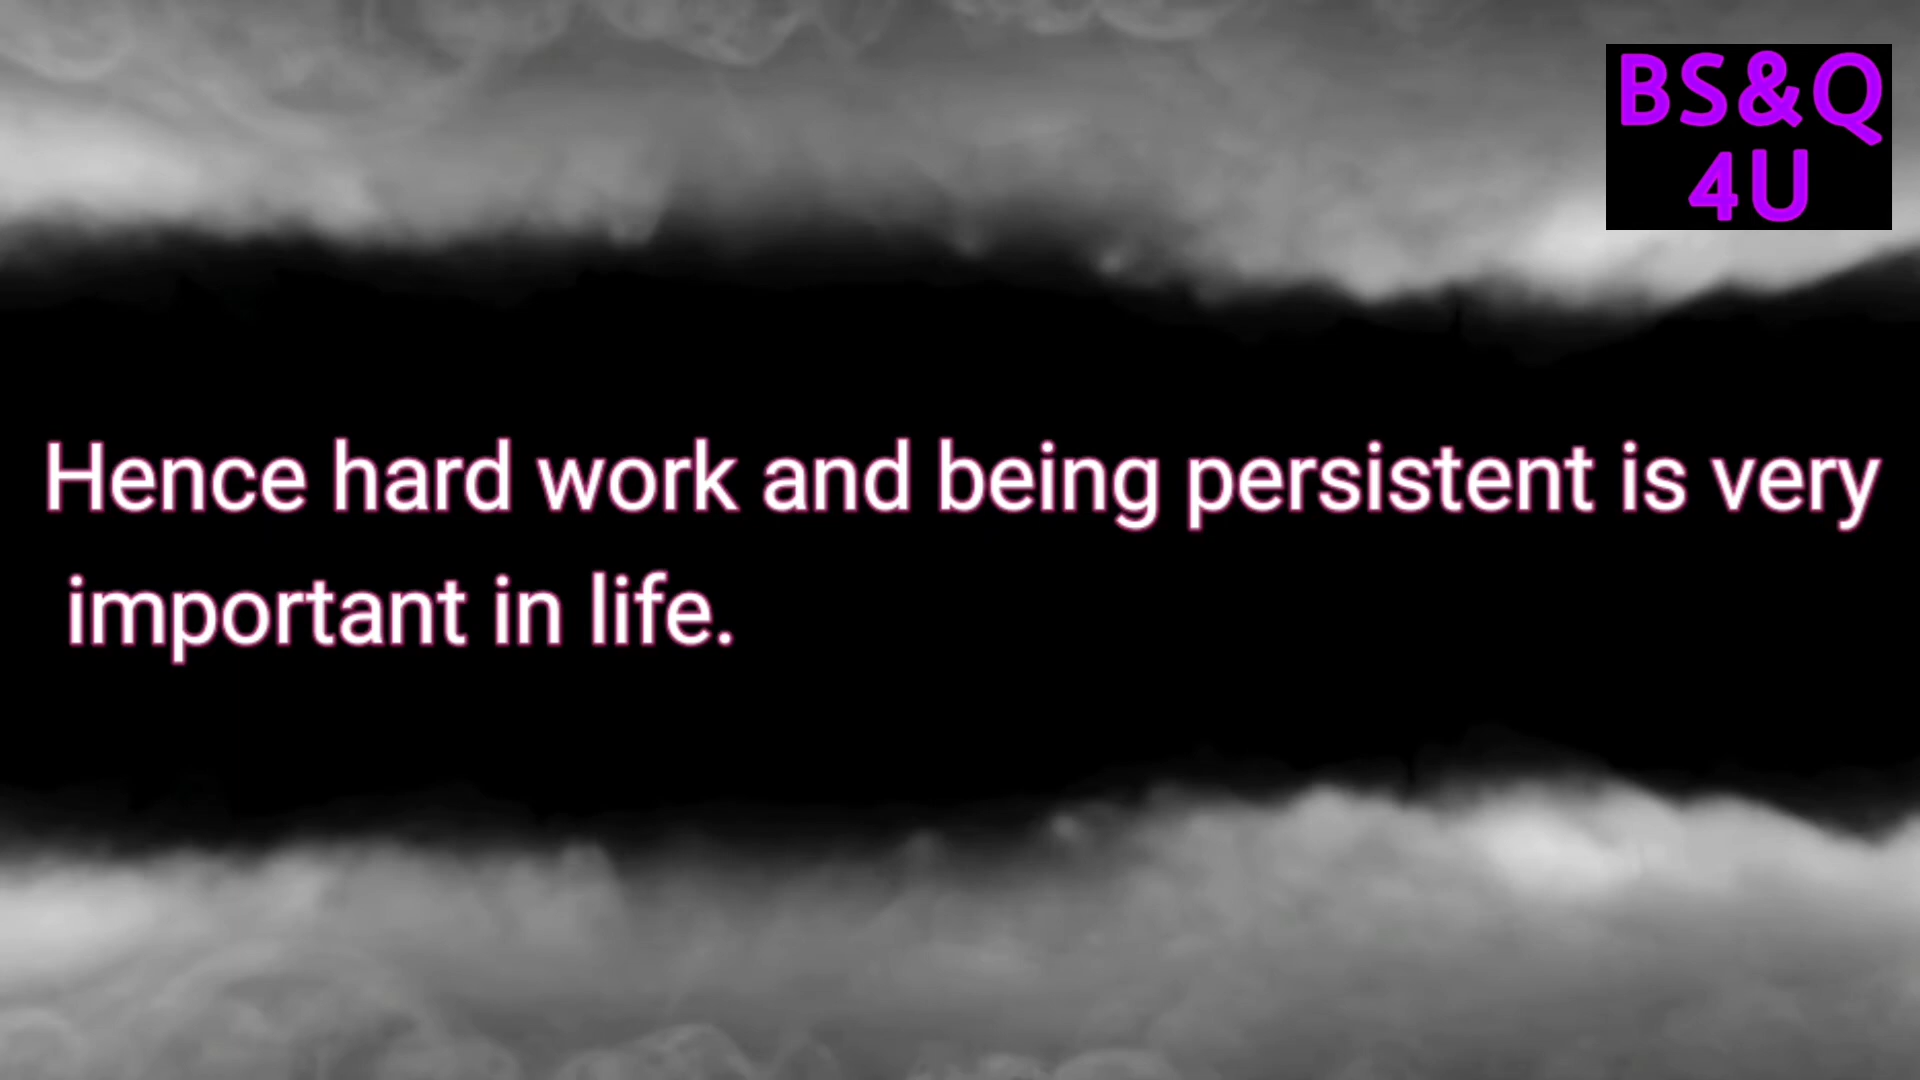 BS&Q
4U
Hence hard work and being persistent is very
important in life.